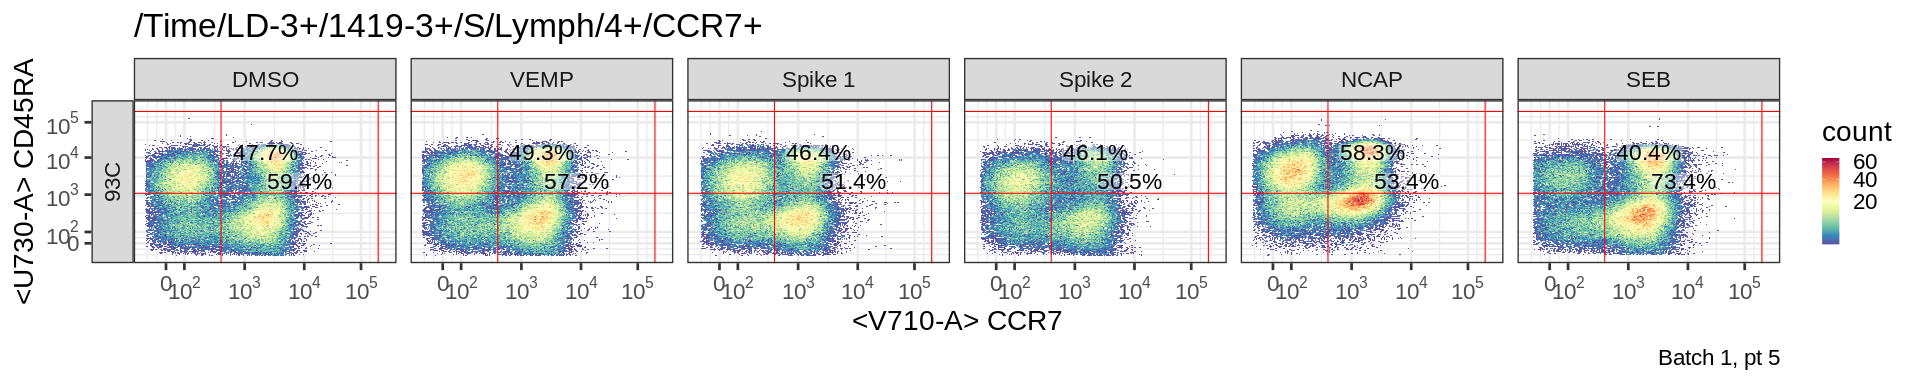 /Time/LD-3+/1419-3+/S/Lymph/4+/CCR7+
DMSO VEMP Spike 1 Spike 2 NCAP SEB
<U730-A> CD45RA
93C
10^5
10^4
10^3
10^2
0
47.7% 49.3% 46.4% 46.1% 58.3% 40.4%
59.4% 57.2% 51.4% 50.5% 53.4% 73.4%
0 10^2 10^3 10^4 10^5 0 10^2 10^3 10^4 10^5 0 10^2 10^3 10^4 10^5 0 10^2 10^3 10^4 10^5 0 10^2 10^3 10^4 10^5 0 10^2 10^3 10^4 10^5
<V710-A> CCR7
count
60
40
20
Batch 1, pt 5